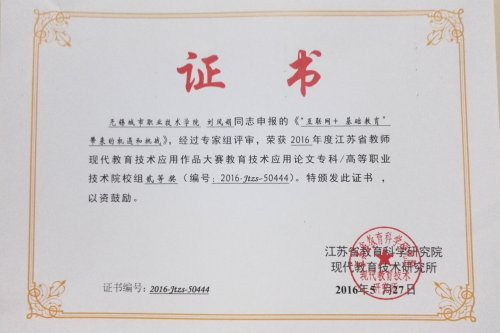 证书
无锡城市职业技术学院 刘凤娟同志申报的《“互联网+ 基础教育”
带来的机遇和挑战》，经过专家组评审，荣获 2016 年度江苏省教师
现代教育技术应用作品大赛教育技术应用论文专科/高等职业
技术院校组 贰等奖（编号：2016-Jtzs-50444）。特颁发此证书，
以资鼓励。
江苏省教育科学研究院
现代教育技术研究所
2016年5月27日
证书编号：2016-Jtzs-50444